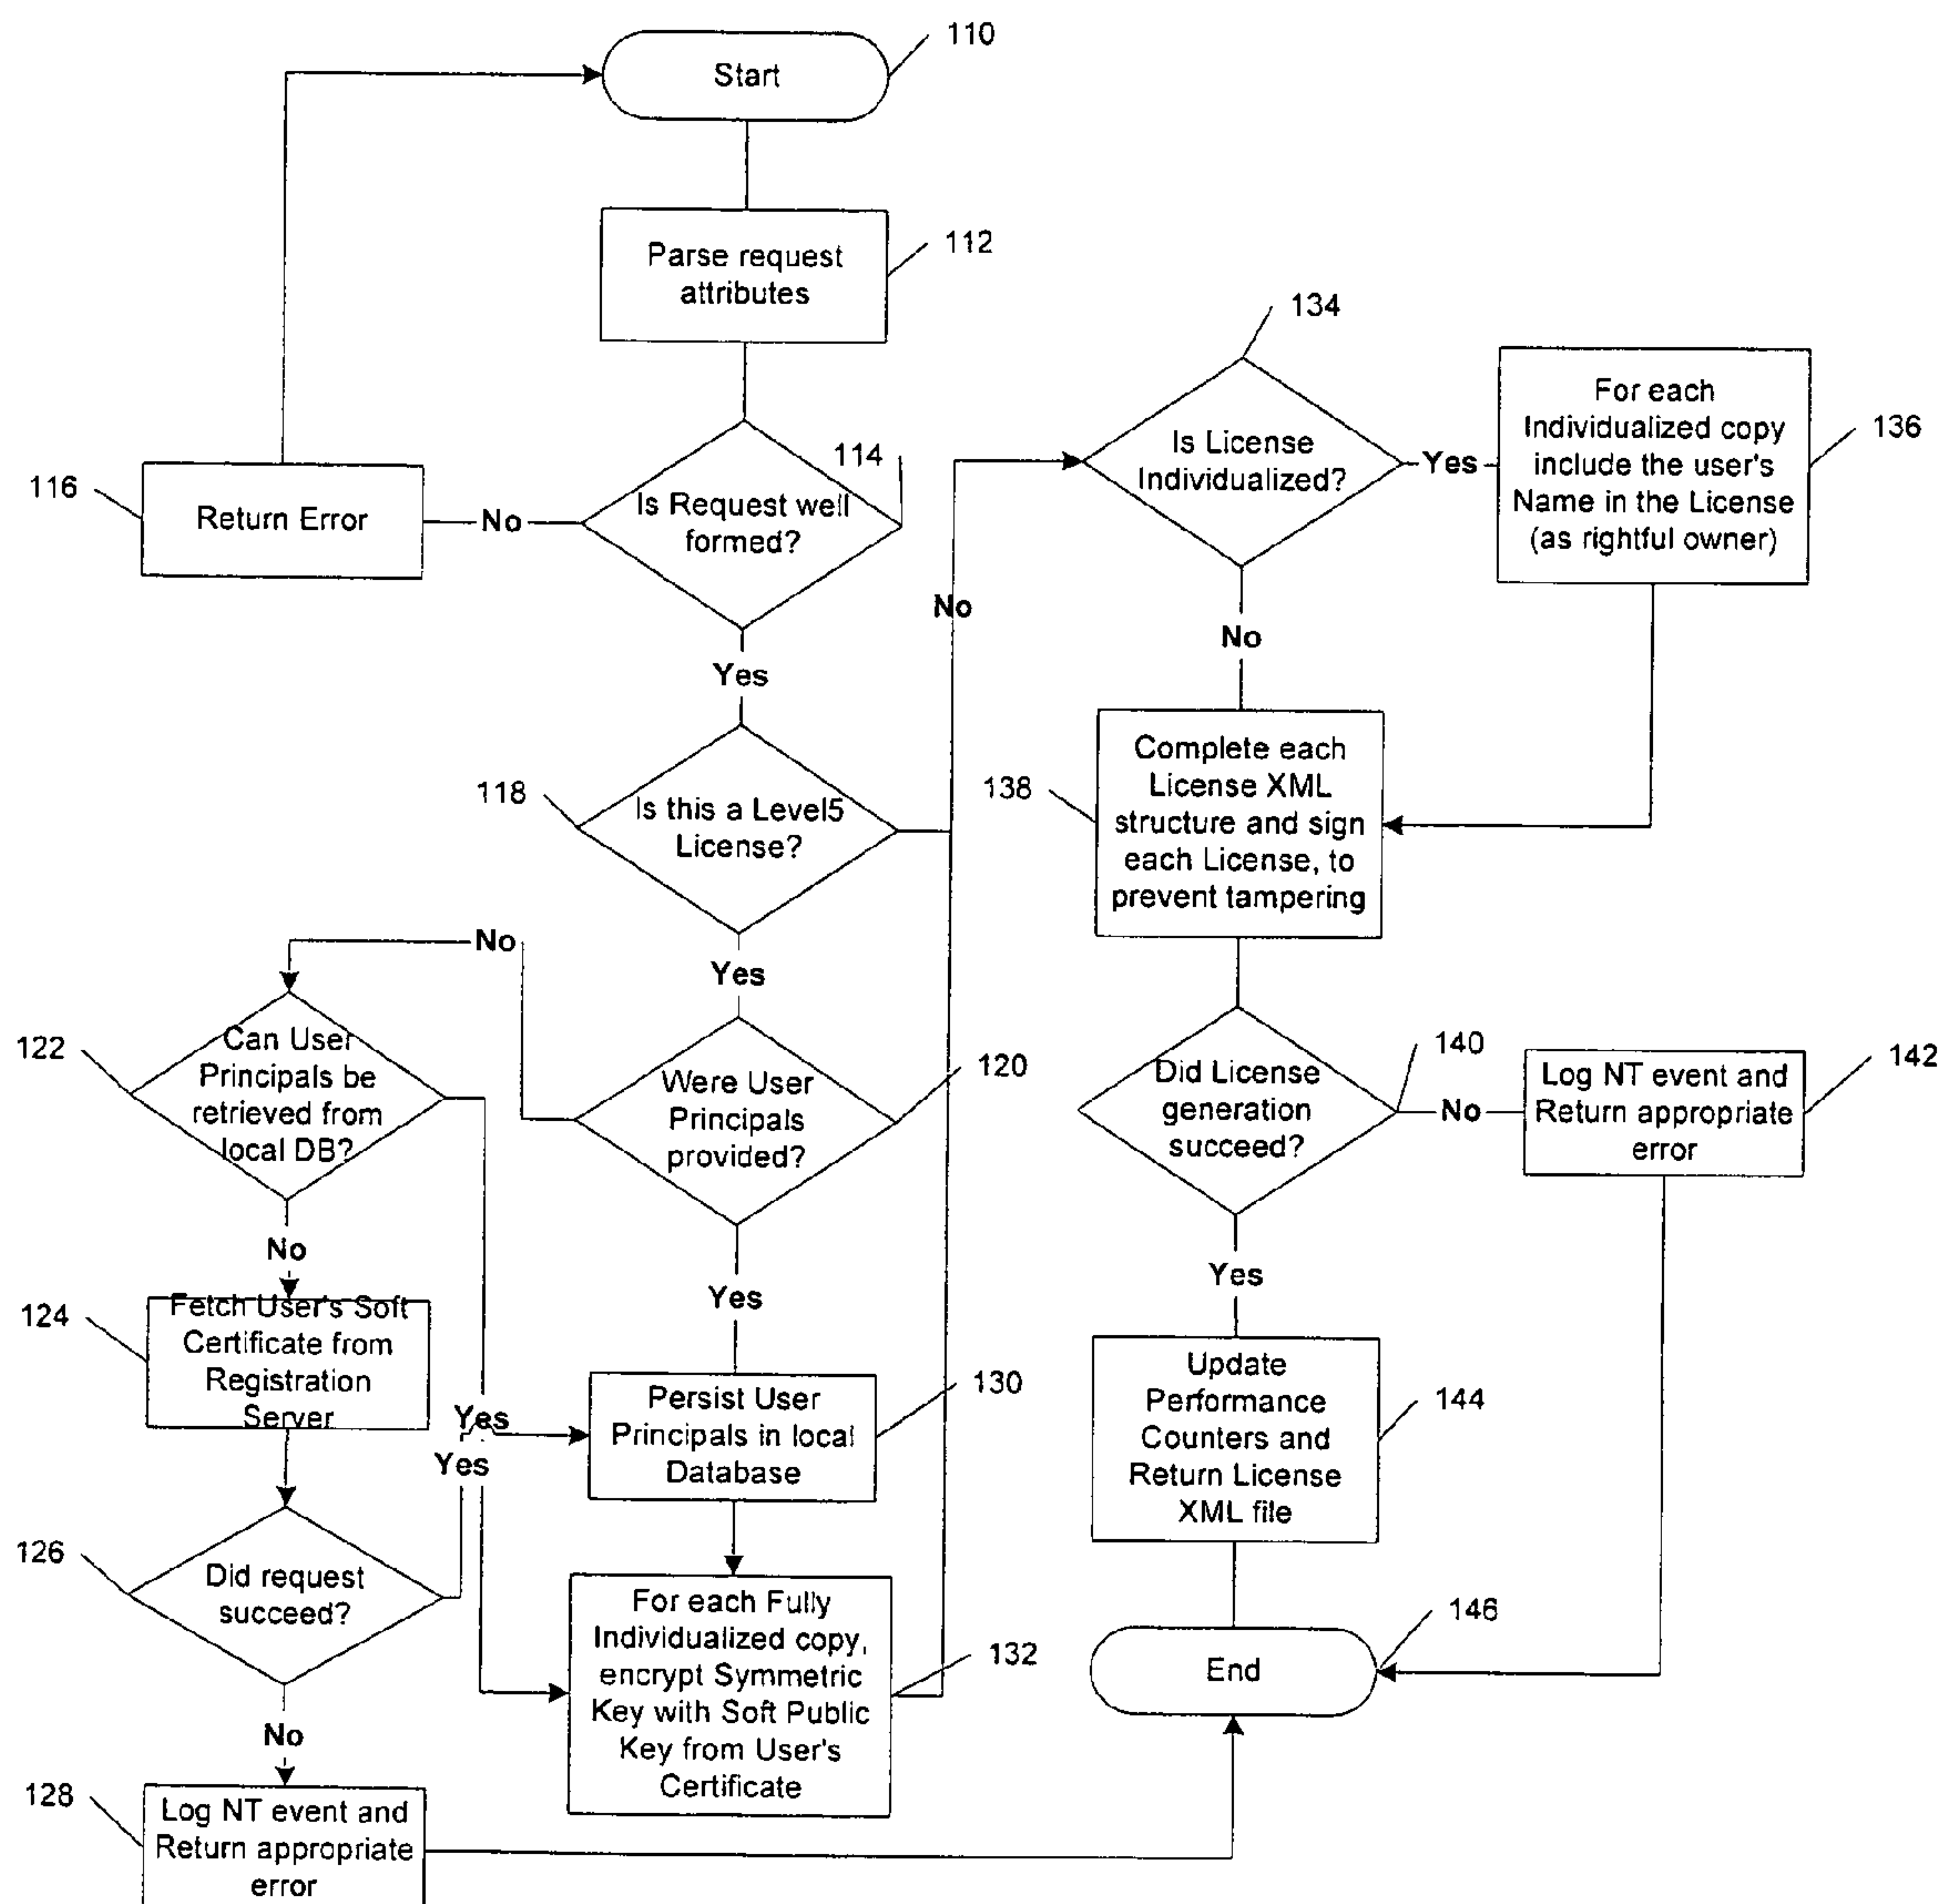 110
Start
112
Parse request
attributes
114
Is Request well
formed?
No
116
Return Error
Yes
118
Is this a Level5
License?
No
Yes
120
Were User
Principals
provided?
No
122
Can User
Principals be
retrieved from
local DB?
No
Yes
124
Fetch User's Soft
Certificate from
Registration
Server
126
Did request
succeed?
Yes
No
128
Log NT event and
Return appropriate
error
Yes
130
Persist User
Principals in local
Database
132
For each Fully
Individualized copy,
encrypt Symmetric
Key with Soft Public
Key from User's
Certificate
134
Is License
Individualized?
Yes
136
For each
Individualized copy
include the user's
Name in the License
(as rightful owner)
No
138
Complete each
License XML
structure and sign
each License, to
prevent tampering
140
Did License
generation
succeed?
No
142
Log NT event and
Return appropriate
error
Yes
144
Update
Performance
Counters and
Return License
XML file
146
End